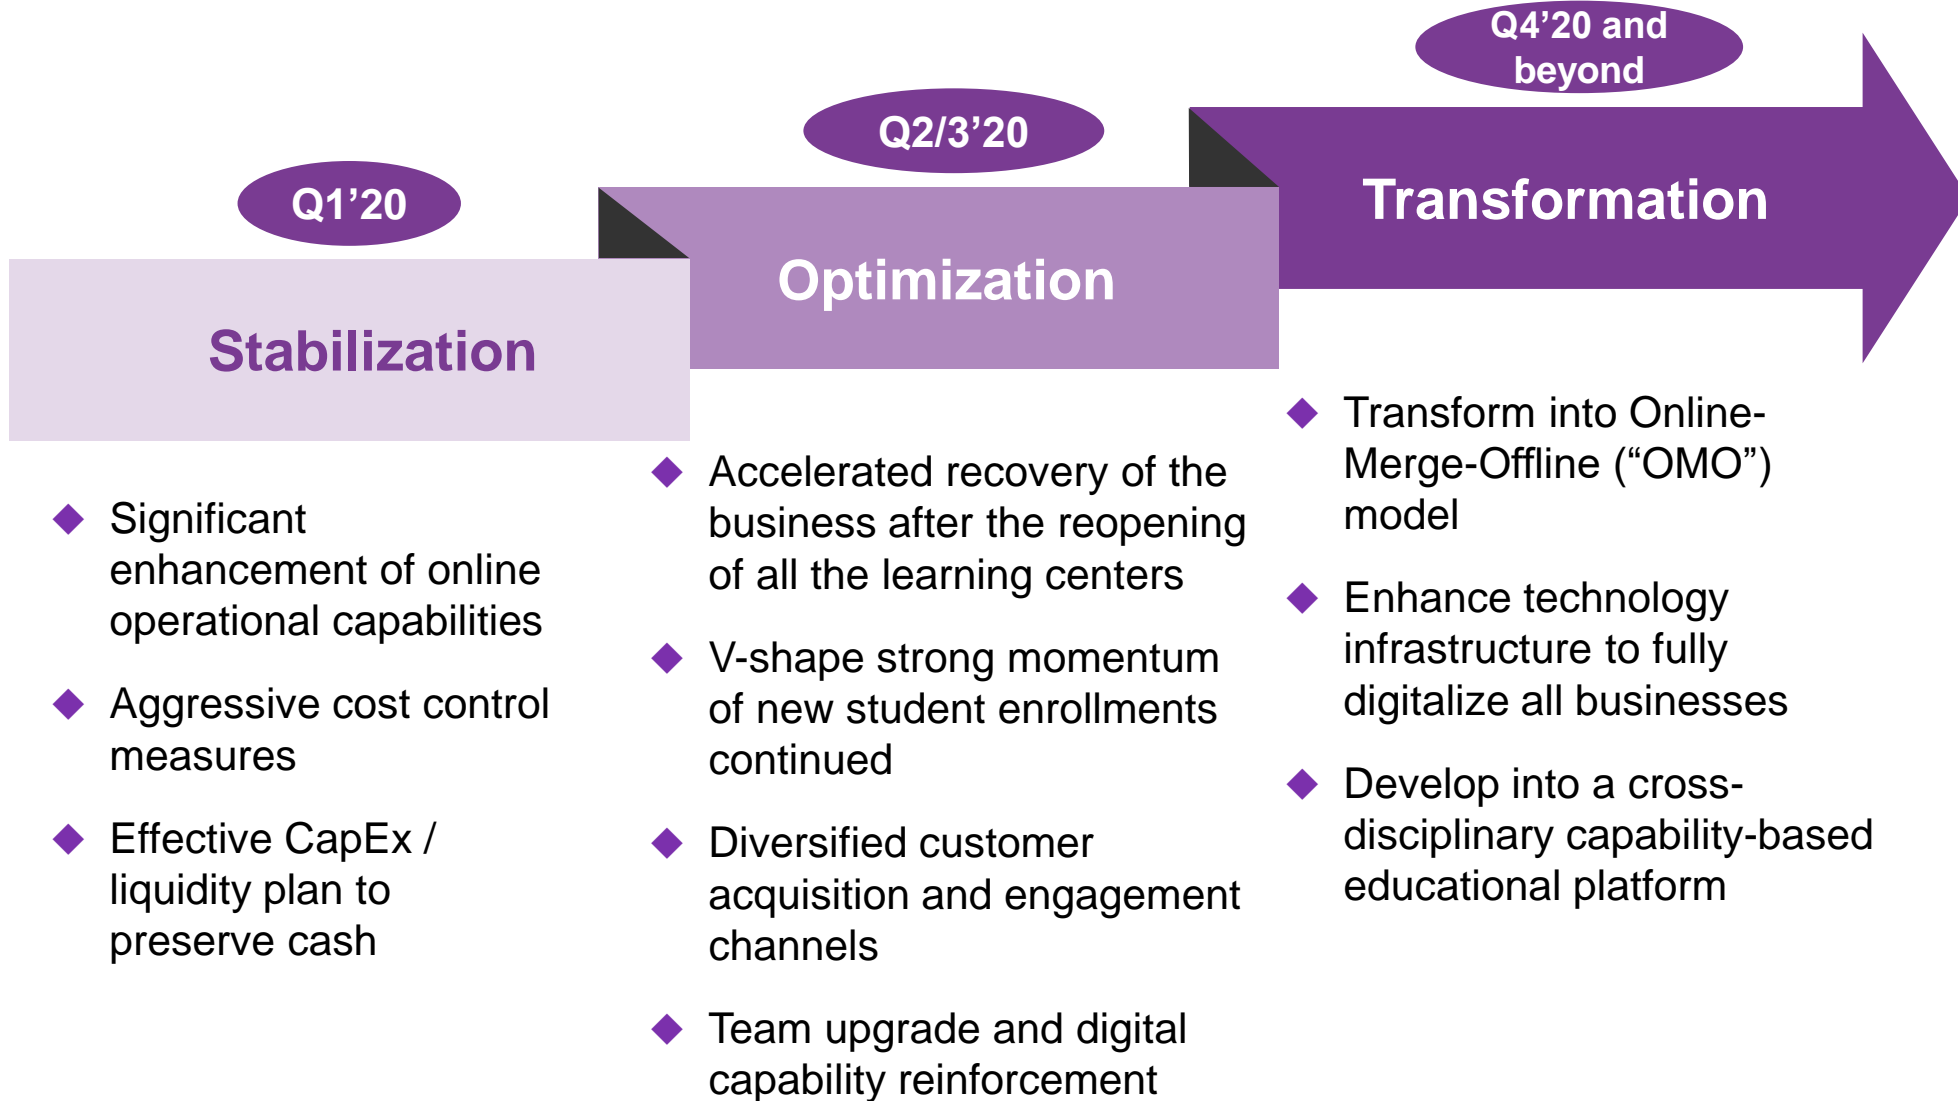 Q1’20
Stabilization
Significant
enhancement of online
operational capabilities
Aggressive cost control
measures
Effective CapEx /
liquidity plan to
preserve cash
Q2/3’20
Optimization
Accelerated recovery of the
business after the reopening
of all the learning centers
V-shape strong momentum
of new student enrollments
continued
Diversified customer
acquisition and engagement
channels
Team upgrade and digital
capability reinforcement
Q4’20 and
beyond
Transformation
Transform into Online-
Merge-Offline (“OMO”)
model
Enhance technology
infrastructure to fully
digitalize all businesses
Develop into a cross-
disciplinary capability-based
educational platform